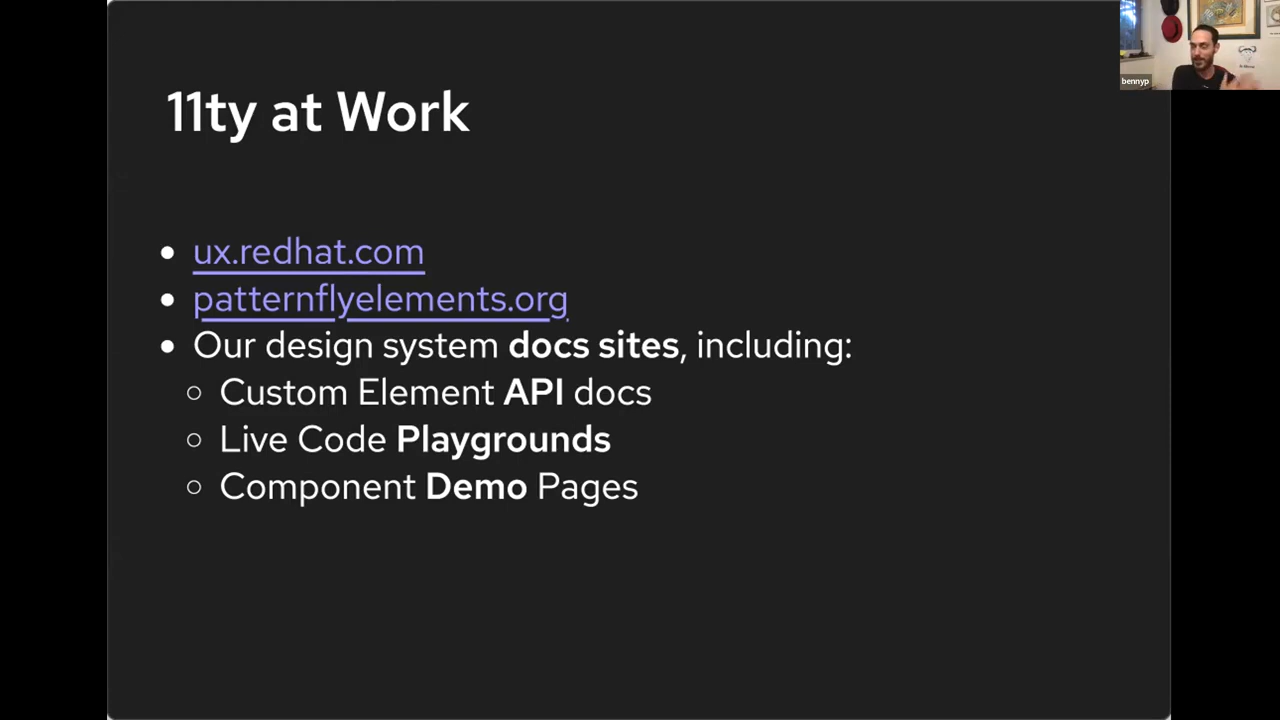 11ty at Work
ux.redhat.com
patternflyelements.org
Our design system docs sites, including:
Custom Element API docs
Live Code Playgrounds
Component Demo Pages
bennyp